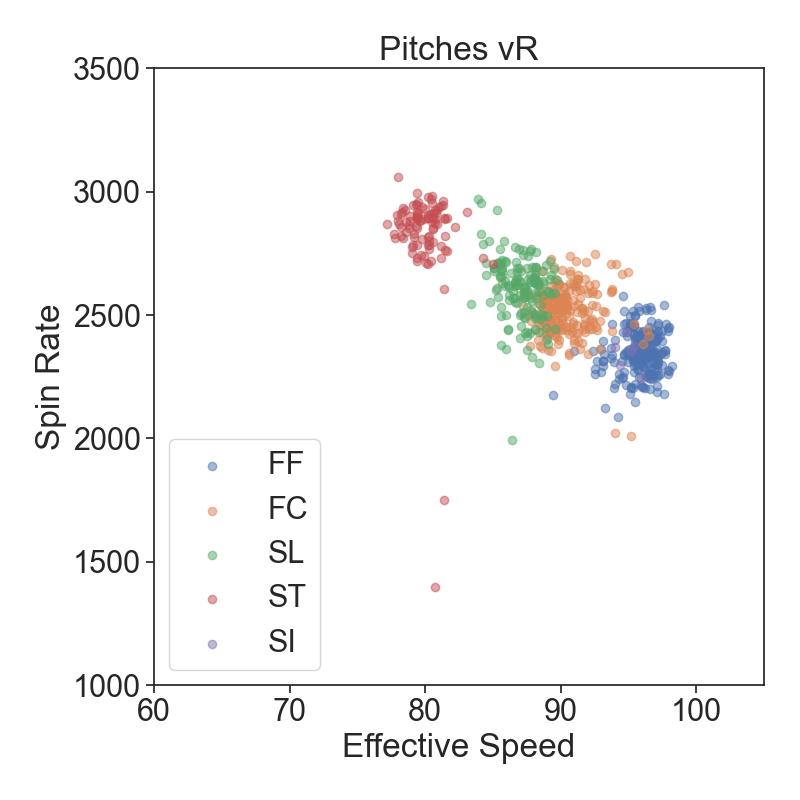 Pitches vR
3500
3000
2500
2000
1500
1000
Spin Rate
FF
FC
SL
ST
SI
60 70 80 90 100
Effective Speed